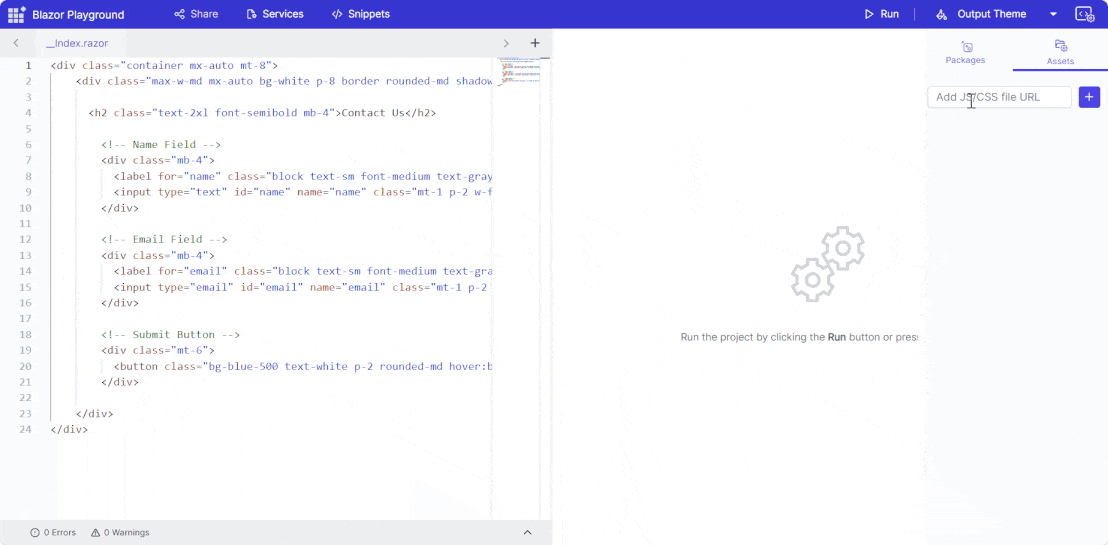 Blazor Playground
Share
Services
Snippets
Run
Output Theme
__Index.razor
Packages
Assets
Add JS/CSS file URL
1 <div class="container mx-auto mt-8">
2 <div class="max-w-md mx-auto bg-white p-8 border rounded-md shadow
3
4 <h2 class="text-2xl font-semibold mb-4">Contact Us</h2>
5
6 <!-- Name Field -->
7 <div class="mb-4">
8 <label for="name" class="block text-sm font-medium text-gray
9 <input type="text" id="name" name="name" class="mt-1 p-2 w-f
10 </div>
11
12 <!-- Email Field -->
13 <div class="mb-4">
14 <label for="email" class="block text-sm font-medium text-gra
15 <input type="email" id="email" name="email" class="mt-1 p-2
16 </div>
17
18 <!-- Submit Button -->
19 <div class="mt-6">
20 <button class="bg-blue-500 text-white p-2 rounded-md hover:b
21 </div>
22
23 </div>
24 </div>
Run the project by clicking the Run button or press
0 Errors
0 Warnings